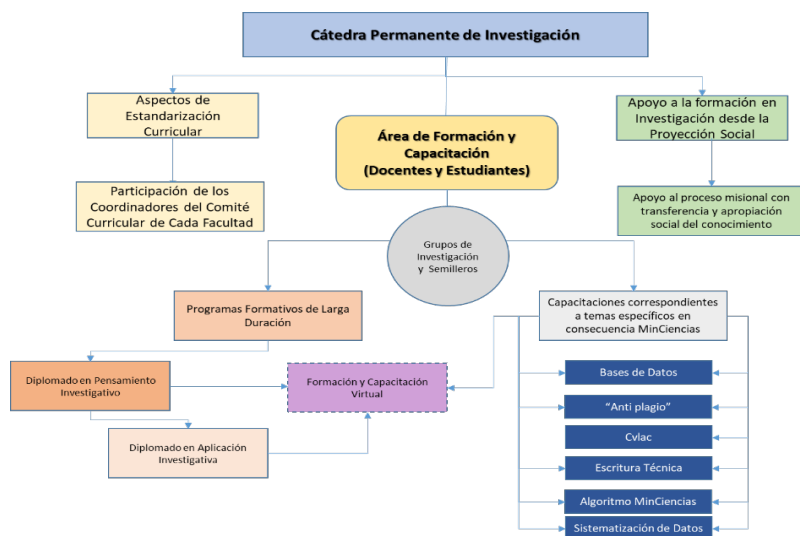 Cátedra Permanente de Investigación
Aspectos de
Estandarización
Curricular
Área de Formación y
Capacitación
(Docentes y Estudiantes)
Apoyo a la formación en
Investigación desde la
Proyección Social
Participación de los
Coordinadores del Comité
Curricular de Cada Facultad
Apoyo al proceso misional con
transferencia y apropiación
social del conocimiento
Grupos de
Investigación
y Semilleros
Programas Formativos de Larga
Duración
Capacitaciones correspondientes
a temas específicos en
consecuencia MinCiencias
Diplomado en Pensamiento
Investigativo
Formación y Capacitación
Virtual
Diplomado en Aplicación
Investigativa
Bases de Datos
“Anti plagio”
Cvlac
Escritura Técnica
Algoritmo MinCiencias
Sistematización de Datos